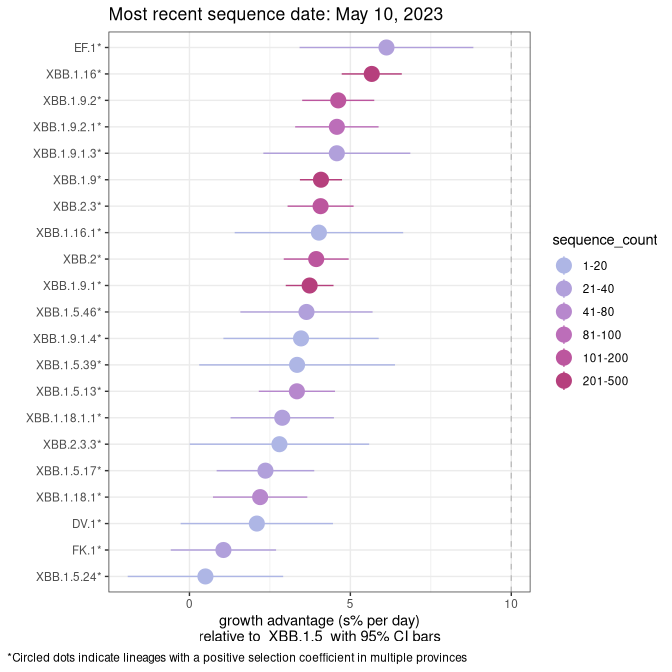 Most recent sequence date: May 10, 2023
EF.1*
XBB.1.16*
XBB.1.9.2*
XBB.1.9.2.1*
XBB.1.9.1.3*
XBB.1.9*
XBB.2.3*
XBB.1.16.1*
XBB.2*
XBB.1.9.1*
XBB.1.5.46*
XBB.1.9.1.4*
XBB.1.5.39*
XBB.1.5.13*
XBB.1.18.1.1*
XBB.2.3.3*
XBB.1.5.17*
XBB.1.18.1*
DV.1*
FK.1*
XBB.1.5.24*
0 5 10
growth advantage (s% per day)
relative to XBB.1.5 with 95% CI bars
sequence_count
1-20
21-40
41-80
81-100
101-200
201-500
*Circled dots indicate lineages with a positive selection coefficient in multiple provinces